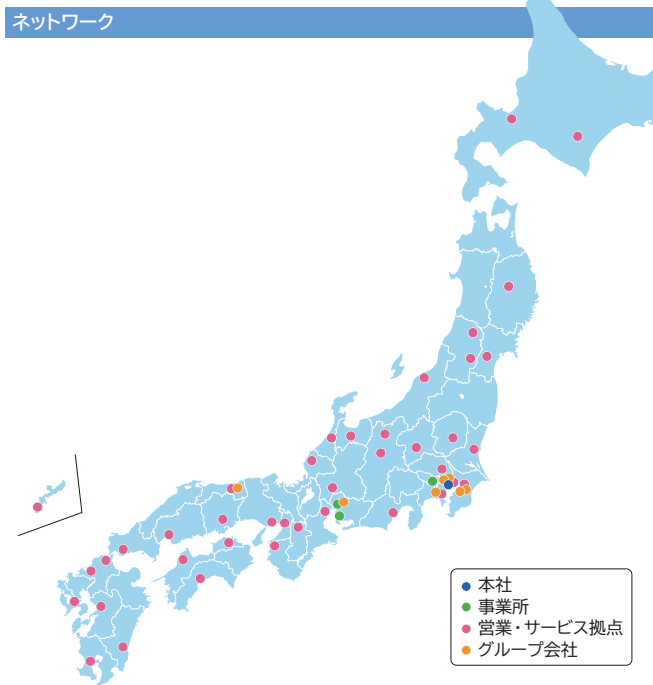 ネットワーク
本社
事業所
営業・サービス拠点
グループ会社